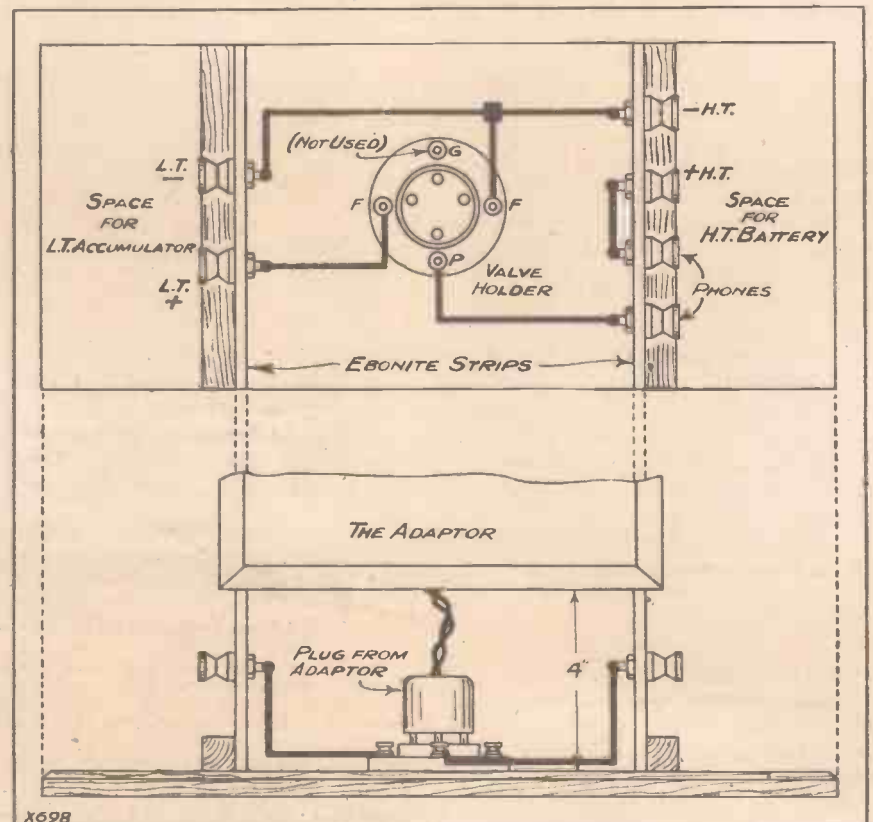 (NOT USED)
G
F
F
P
L.T.
−
L.T.
+
SPACE
FOR
L.T. ACCUMULATOR
VALVE
HOLDER
− H.T.
+ H.T.
SPACE
FOR
H.T. BATTERY
PHONES
EBONITE STRIPS
THE ADAPTOR
PLUG FROM
ADAPTOR
4"
X698